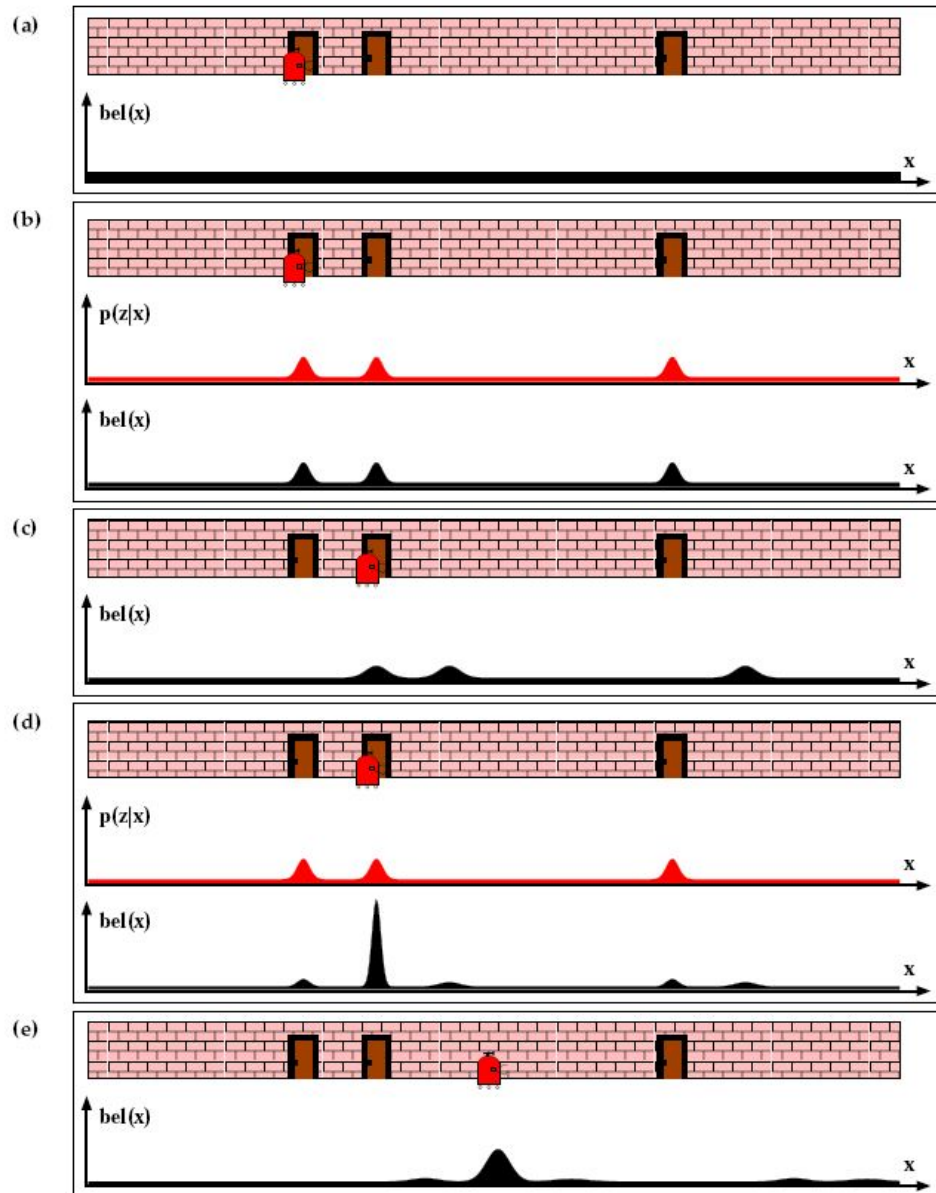 (a)
bel(x)
x
(b)
p(z|x)
x
bel(x)
x
(c)
bel(x)
x
(d)
p(z|x)
x
bel(x)
x
(e)
bel(x)
x